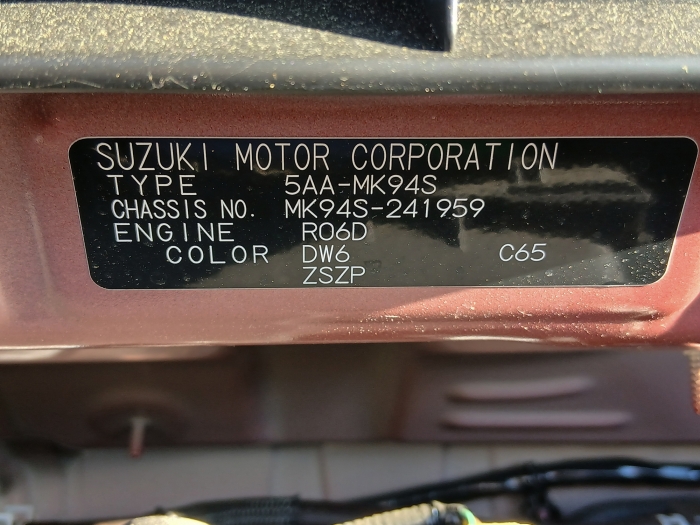 SUZUKI MOTOR CORPORATION
TYPE 5AA-MK94S
CHASSIS NO. MK94S-241959
ENGINE R06D
COLOR DW6 C65
ZSZP